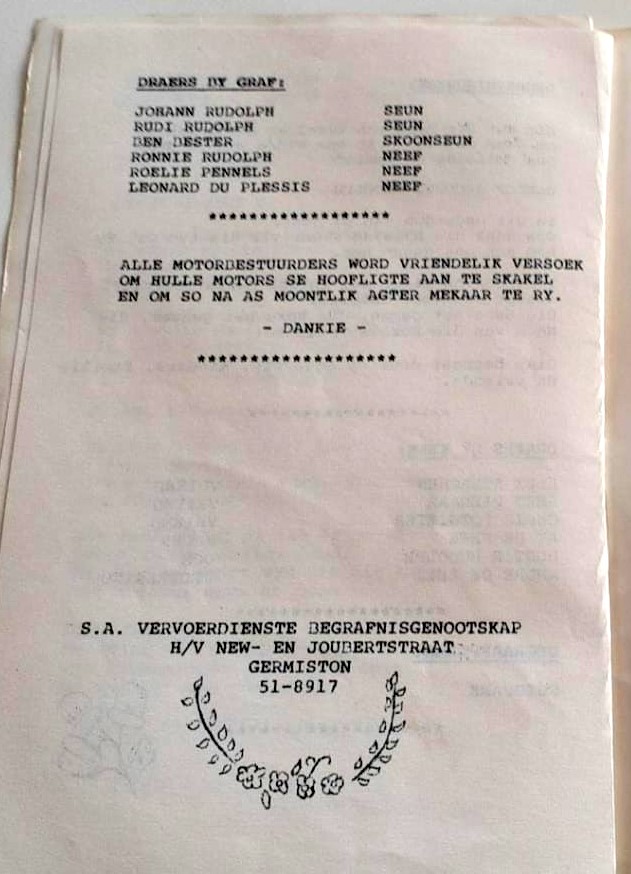 DRAERS BY GRAF:
JOHANN RUDOLPH SEUN
RUDI RUDOLPH SEUN
BEN BESTER SKOONSEUN
RONNIE RUDOLPH NEEF
ROELIE PENNELS NEEF
LEONARD DU PLESSIS NEEF
******************
ALLE MOTORBESTUURDERS WORD VRIENDELIK VERSOEK
OM HULLE MOTORS SE HOOFLIGTE AAN TE SKAKEL
EN OM SO NA AS MOONTLIK AGTER MEKAAR TE RY.
- DANKIE -
********************
S.A. VERVOERDIENSTE BEGRAFNISGENOOTSKAP
H/V NEW- EN JOUBERTSTRAAT
GERMISTON
51-8917